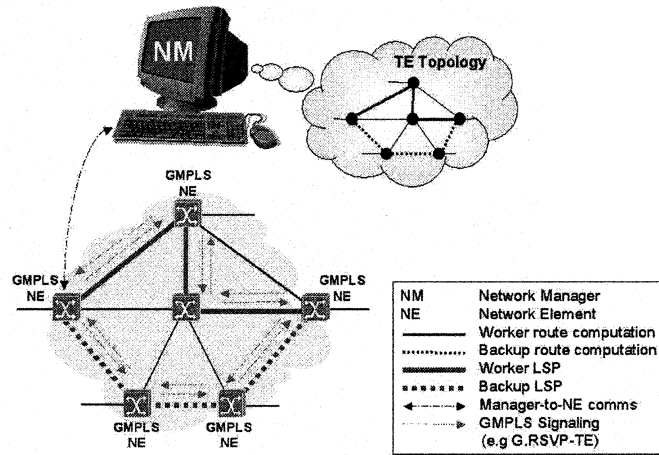 NM
TE Topology
GMPLS
NE
GMPLS
NE
GMPLS
NE
GMPLS
NE
GMPLS
NE
NM Network Manager
NE Network Element
Worker route computation
Backup route computation
Worker LSP
Backup LSP
Manager-to-NE comms
GMPLS Signaling
(e.g G.RSVP-TE)